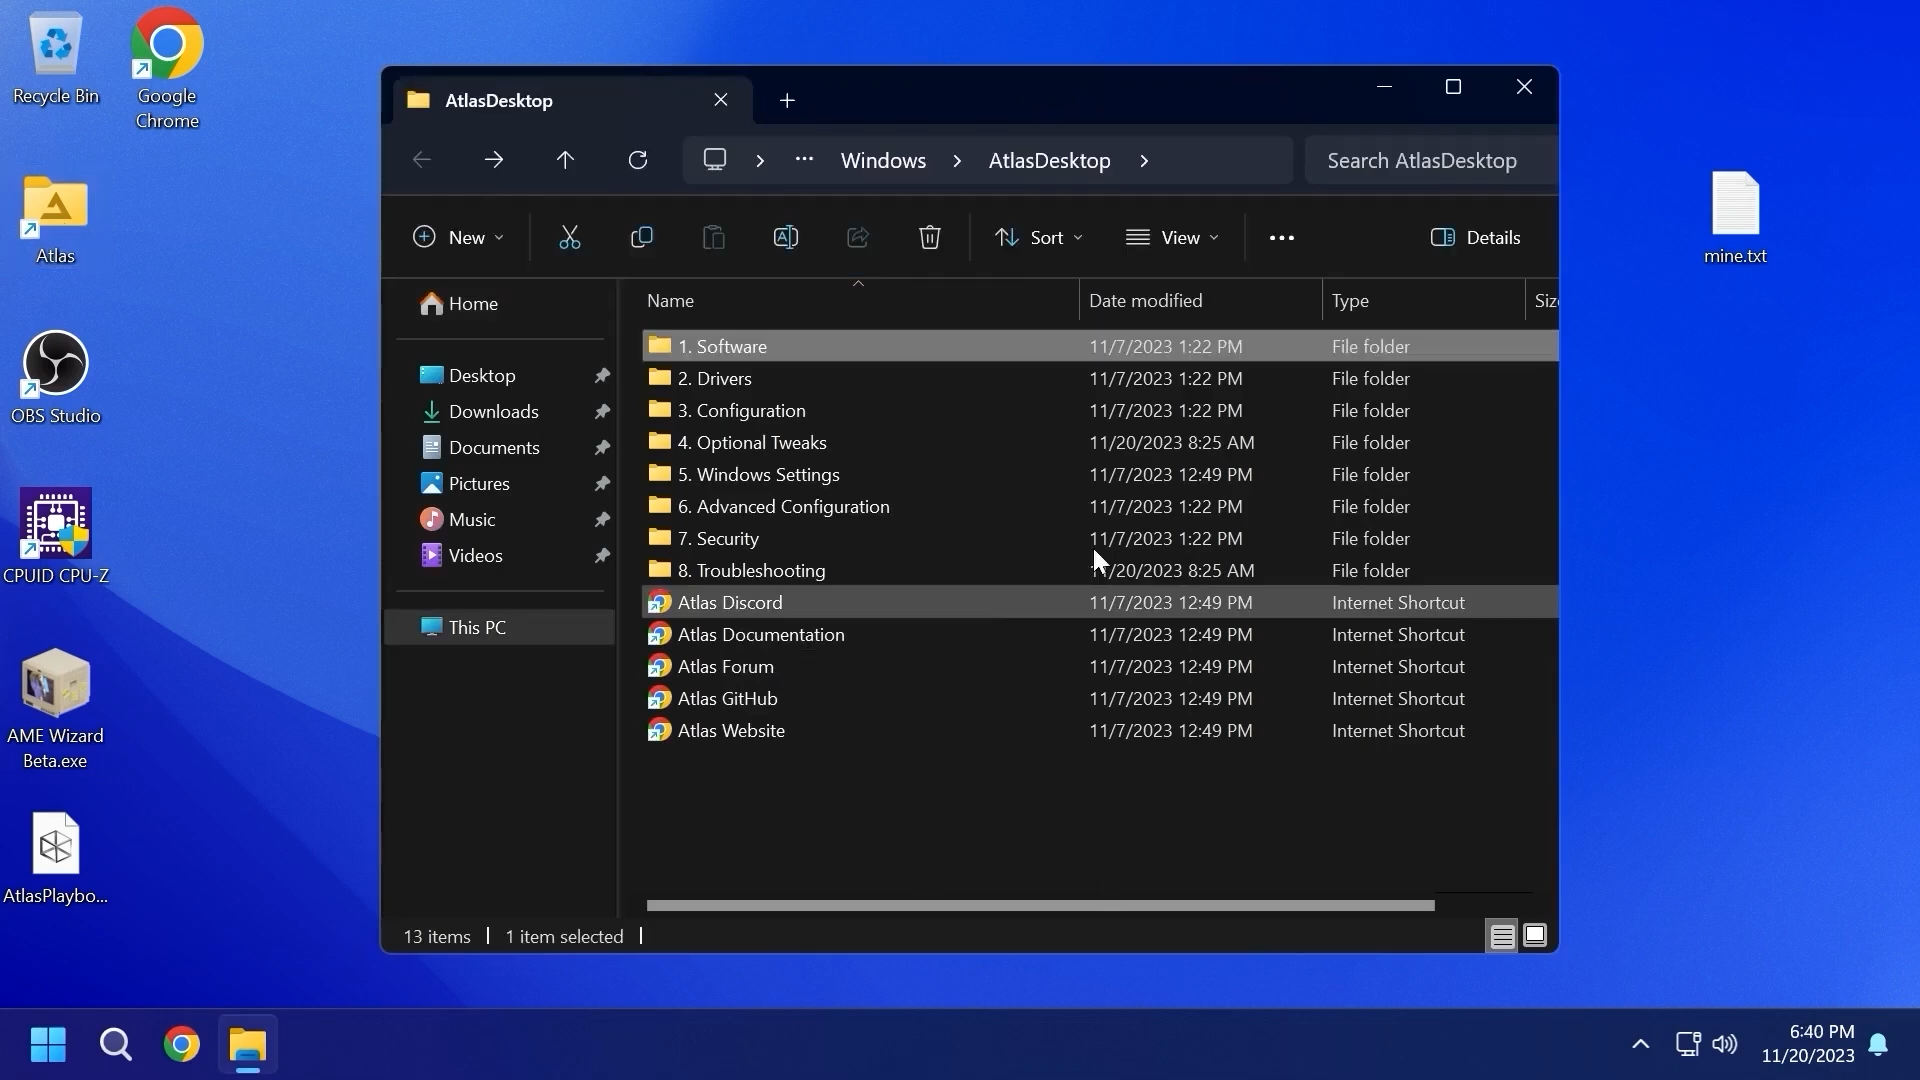 Recycle Bin
Google
Chrome
Atlas
OBS Studio
CPUID CPU-Z
AME Wizard
Beta.exe
AtlasPlaybo...
mine.txt
AtlasDesktop
Windows
AtlasDesktop
Search AtlasDesktop
New
Sort
View
Details
Home
Desktop
Downloads
Documents
Pictures
Music
Videos
This PC
Name Date modified Type Siz
1. Software 11/7/2023 1:22 PM File folder
2. Drivers 11/7/2023 1:22 PM File folder
3. Configuration 11/7/2023 1:22 PM File folder
4. Optional Tweaks 11/20/2023 8:25 AM File folder
5. Windows Settings 11/7/2023 12:49 PM File folder
6. Advanced Configuration 11/7/2023 1:22 PM File folder
7. Security 11/7/2023 1:22 PM File folder
8. Troubleshooting 11/20/2023 8:25 AM File folder
Atlas Discord 11/7/2023 12:49 PM Internet Shortcut
Atlas Documentation 11/7/2023 12:49 PM Internet Shortcut
Atlas Forum 11/7/2023 12:49 PM Internet Shortcut
Atlas GitHub 11/7/2023 12:49 PM Internet Shortcut
Atlas Website 11/7/2023 12:49 PM Internet Shortcut
13 items 1 item selected
6:40 PM
11/20/2023